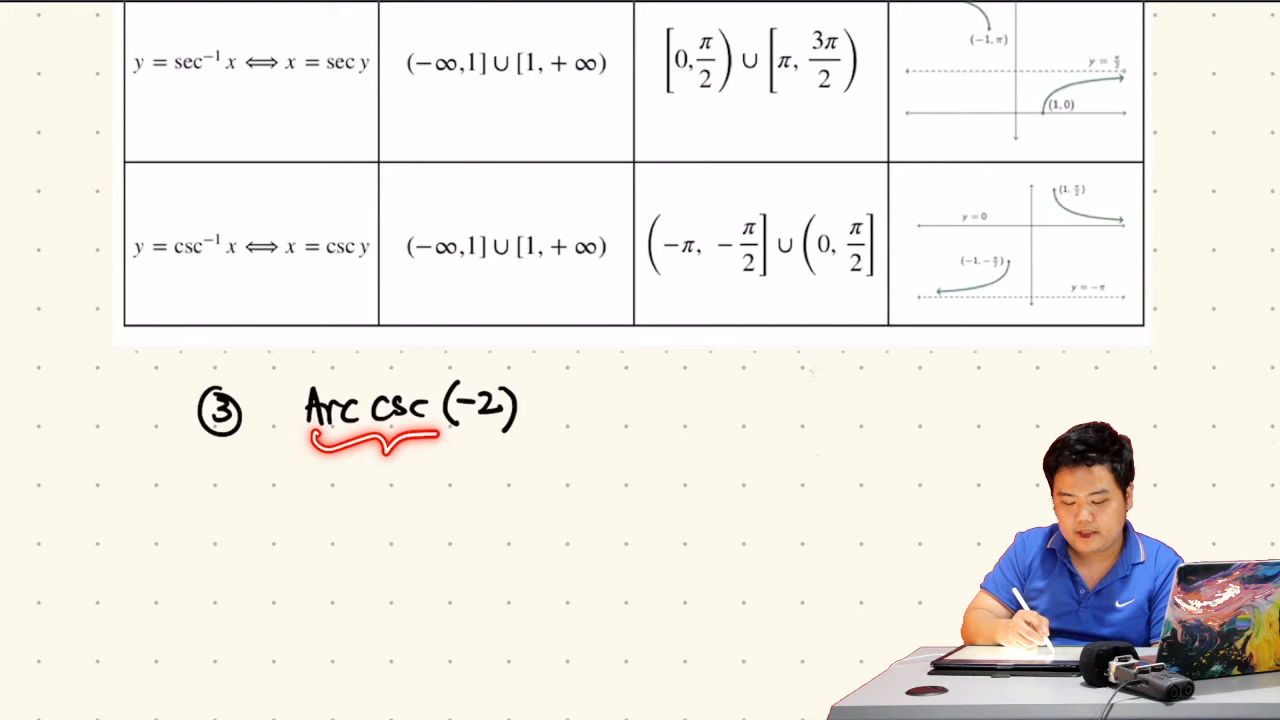 (-1, π)
y = π/2
(1, 0)
y = sec⁻¹ x ⟺ x = sec y (−∞,1] ∪ [1, + ∞) [0, π/2) ∪ [π, 3π/2)
(1, π/2)
y = 0
y = csc⁻¹ x ⟺ x = csc y (−∞,1] ∪ [1, + ∞) (−π, − π/2] ∪ (0, π/2]
(-1, - π/2)
y = -π
③ Arc csc (-2)